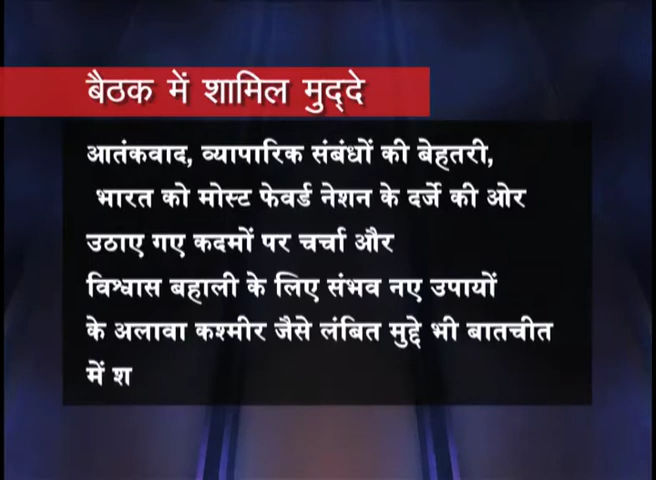 बैठक में शामिल मुद्दे
आतंकवाद, व्यापारिक संबंधों की बेहतरी,
भारत को मोस्ट फेवर्ड नेशन के दर्जे की ओर
उठाए गए कदमों पर चर्चा और
विश्वास बहाली के लिए संभव नए उपायों
के अलावा कश्मीर जैसे लंबित मुद्दे भी बातचीत
में श